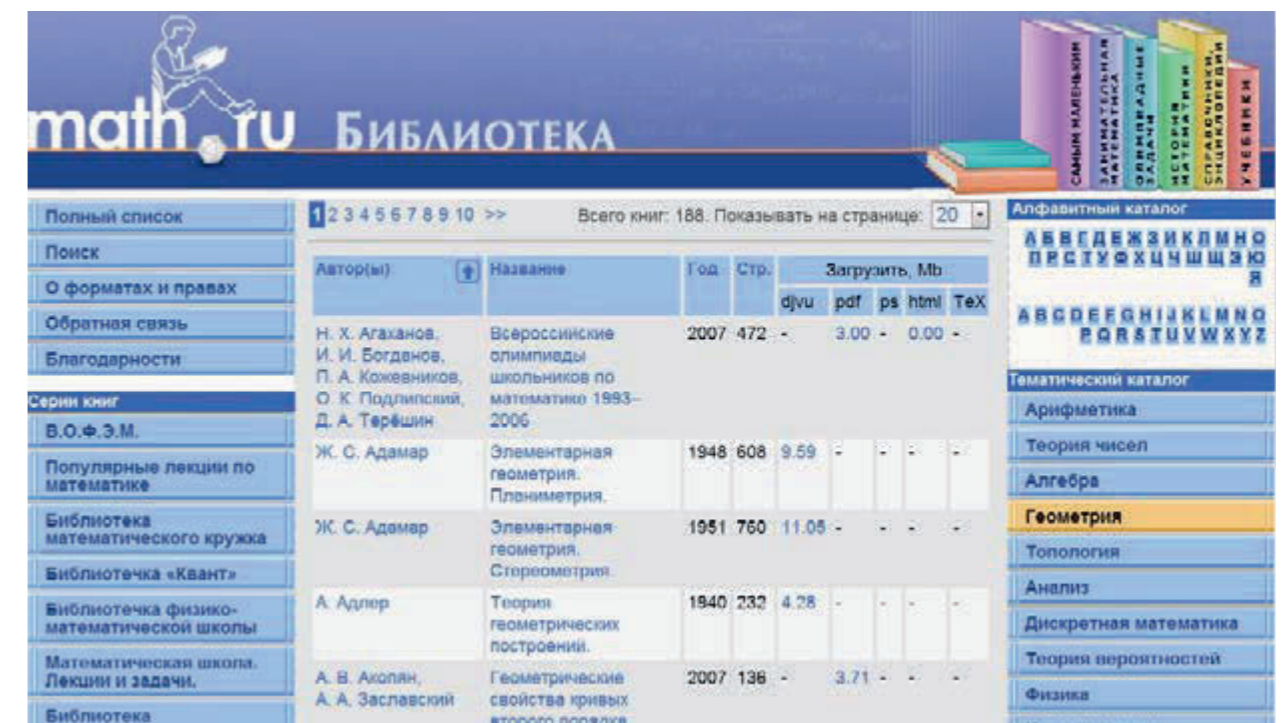 math.ru БИБЛИОТЕКА
САМЫМ МАЛЕНЬКИМ
ЗАНИМАТЕЛЬНАЯ МАТЕМАТИКА
ОЛИМПИАДНЫЕ ЗАДАЧИ
ИСТОРИЯ МАТЕМАТИКИ
СПРАВОЧНИКИ, ЭНЦИКЛОПЕДИИ
УЧЕБНИКИ
Полный список
Поиск
О форматах и правах
Обратная связь
Благодарности
Серии книг
В.О.Ф.Э.М.
Популярные лекции по
математике
Библиотека
математического кружка
Библиотечка «Квант»
Библиотечка физико-
математической школы
Математическая школа.
Лекции и задачи.
Библиотека
1 2 3 4 5 6 7 8 9 10 >> Всего книг: 188. Показывать на странице: 20
Автор(ы) Название Год Стр. Загрузить, Mb
djvu pdf ps html TeX
Н. Х. Агаханов, Всероссийские 2007 472 - 3.00 - 0.00 -
И. И. Богданов, олимпиады
П. А. Кожевников, школьников по
О. К. Подлипский, математике 1993–
Д. А. Терёшин 2006
Ж. С. Адамар Элементарная 1948 608 9.59 - - - -
геометрия.
Планиметрия.
Ж. С. Адамар Элементарная 1951 760 11.05 - - - -
геометрия.
Стереометрия.
А. Адлер Теория 1940 232 4.28 - - - -
геометрических
построений.
А. В. Акопян, Геометрические 2007 136 - 3.71 - - -
А. А. Заславский свойства кривых
второго порядка
Алфавитный каталог
А Б В Г Д Е Ж З И К Л М Н О
П Р С Т У Ф Х Ц Ч Ш Щ Э Ю
Я
A B C D E F G H I J K L M N O
P Q R S T U V W X Y Z
Тематический каталог
Арифметика
Теория чисел
Алгебра
Геометрия
Топология
Анализ
Дискретная математика
Теория вероятностей
Физика